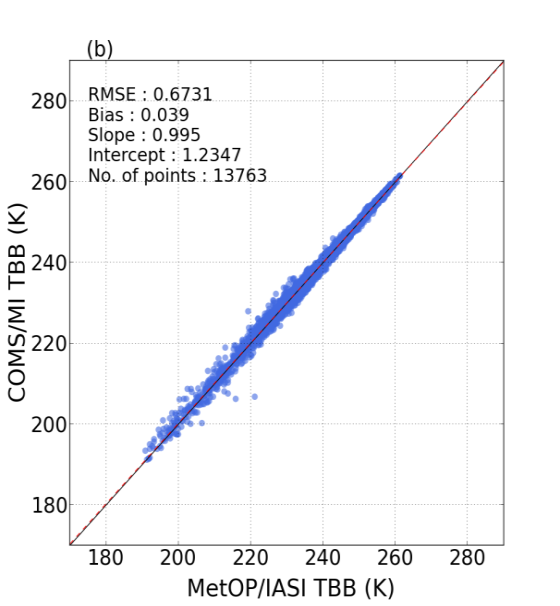 (b)
RMSE : 0.6731
Bias : 0.039
Slope : 0.995
Intercept : 1.2347
No. of points : 13763
COMS/MI TBB (K)
280
260
240
220
200
180
180 200 220 240 260 280
MetOP/IASI TBB (K)